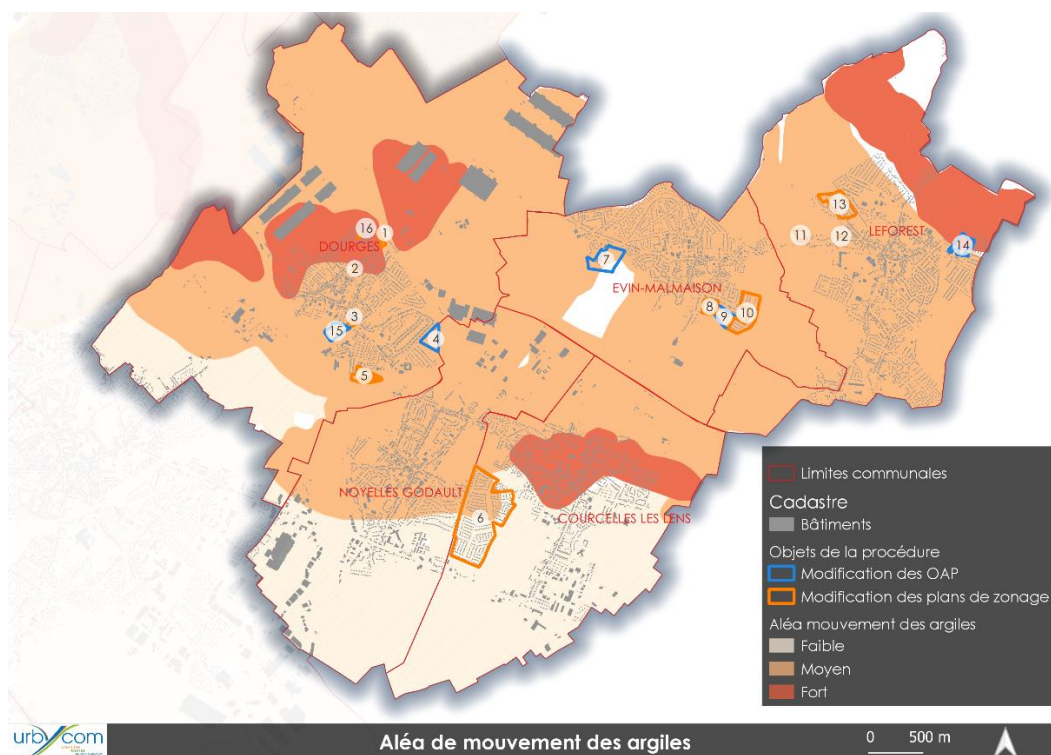 13
16
1
11
12
LEFOREST
DOURGES
14
2
7
EVIN-MALMAISON
8
9
10
3
15
4
5
NOYELLES GODAULT
6
COURCELLES LES LENS
Limites communales
Cadastre
Bâtiments
Objets de la procédure
Modification des OAP
Modification des plans de zonage
Aléa mouvement des argiles
Faible
Moyen
Fort
urbycom
Aléa de mouvement des argiles
0 500 m